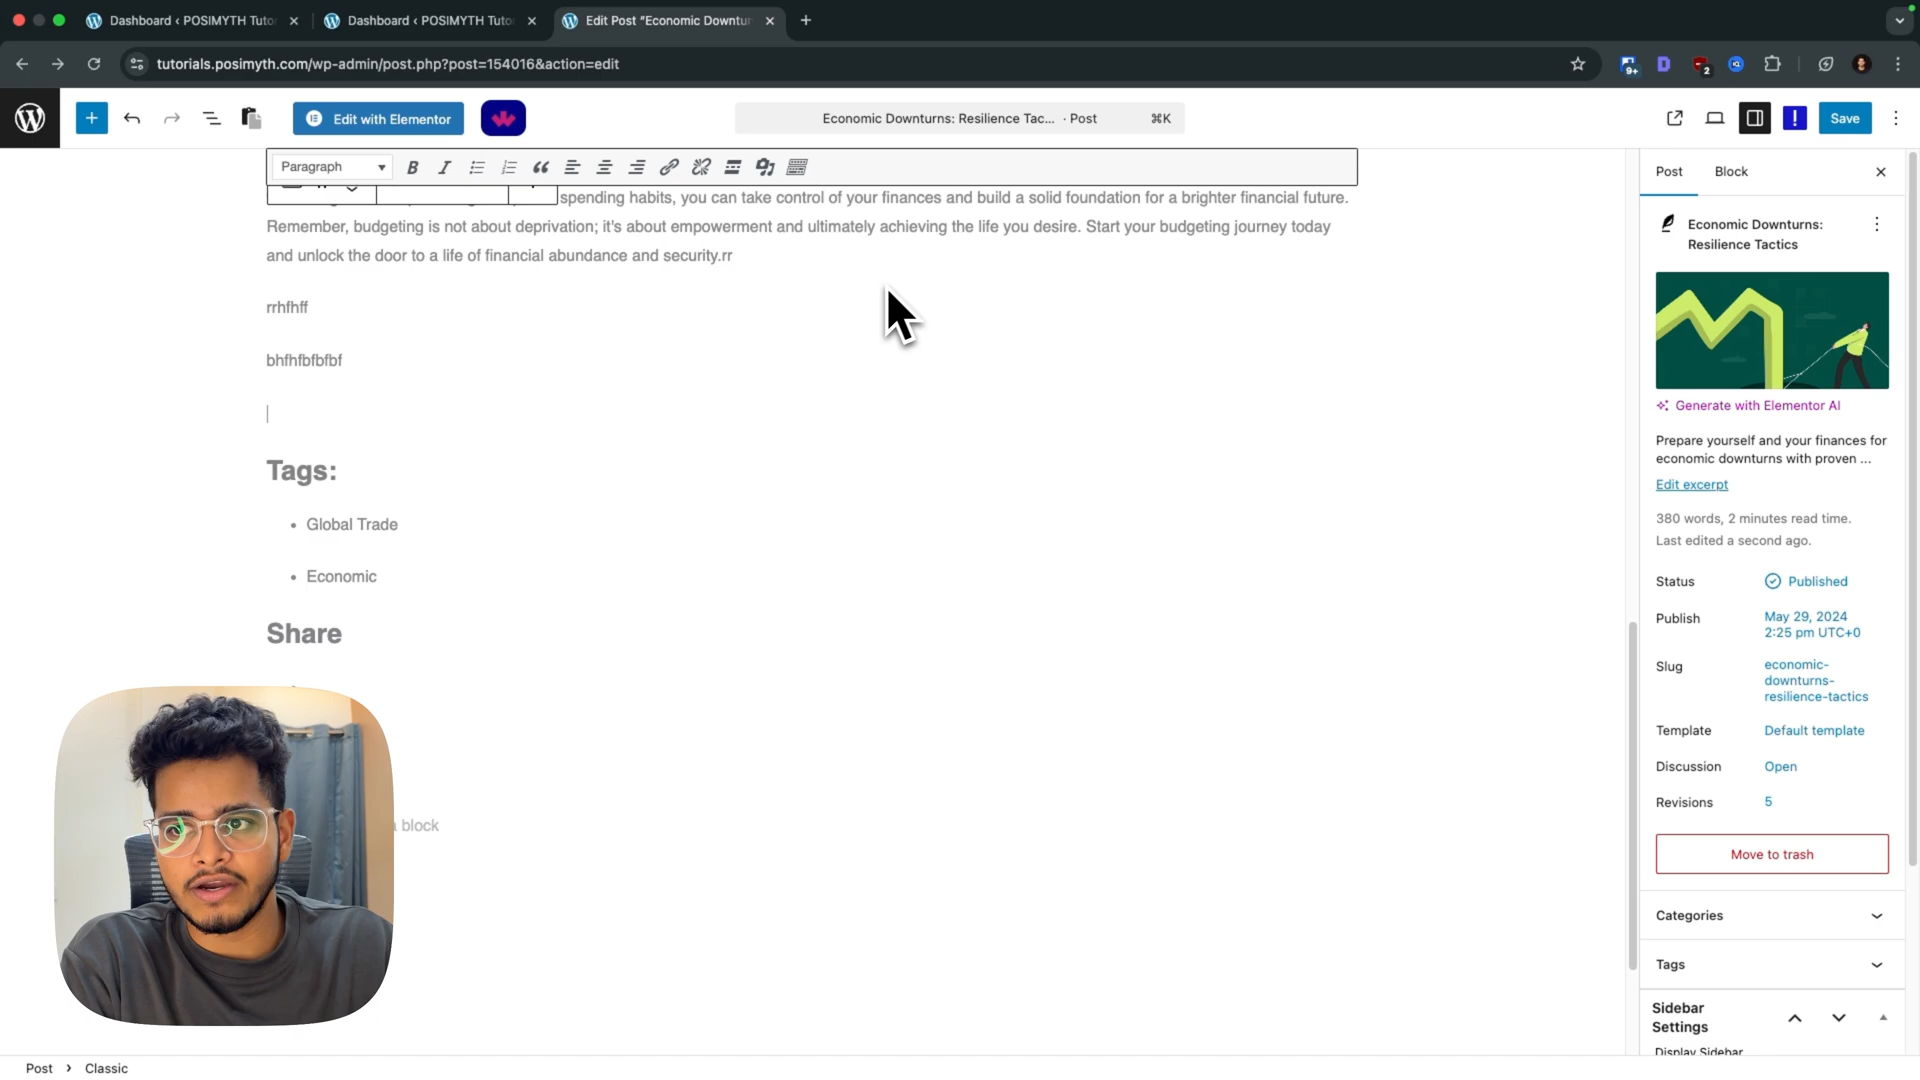 Dashboard ‹ POSIMYTH Tutor
Dashboard ‹ POSIMYTH Tutor
Edit Post "Economic Downtur
tutorials.posimyth.com/wp-admin/post.php?post=154016&action=edit
9+
2
Edit with Elementor
Economic Downturns: Resilience Tac... · Post
⌘K
Save
Paragraph
spending habits, you can take control of your finances and build a solid foundation for a brighter financial future.
Remember, budgeting is not about deprivation; it's about empowerment and ultimately achieving the life you desire. Start your budgeting journey today
and unlock the door to a life of financial abundance and security.rr
rrhfhff
bhfhfbfbfbf
Tags:
• Global Trade
• Economic
Share
a block
Post
Block
Economic Downturns:
Resilience Tactics
Generate with Elementor AI
Prepare yourself and your finances for
economic downturns with proven ...
Edit excerpt
380 words, 2 minutes read time.
Last edited a second ago.
Status
Published
Publish
May 29, 2024
2:25 pm UTC+0
Slug
economic-
downturns-
resilience-tactics
Template
Default template
Discussion
Open
Revisions
5
Move to trash
Categories
Tags
Sidebar
Settings
Display Sidebar
Post › Classic